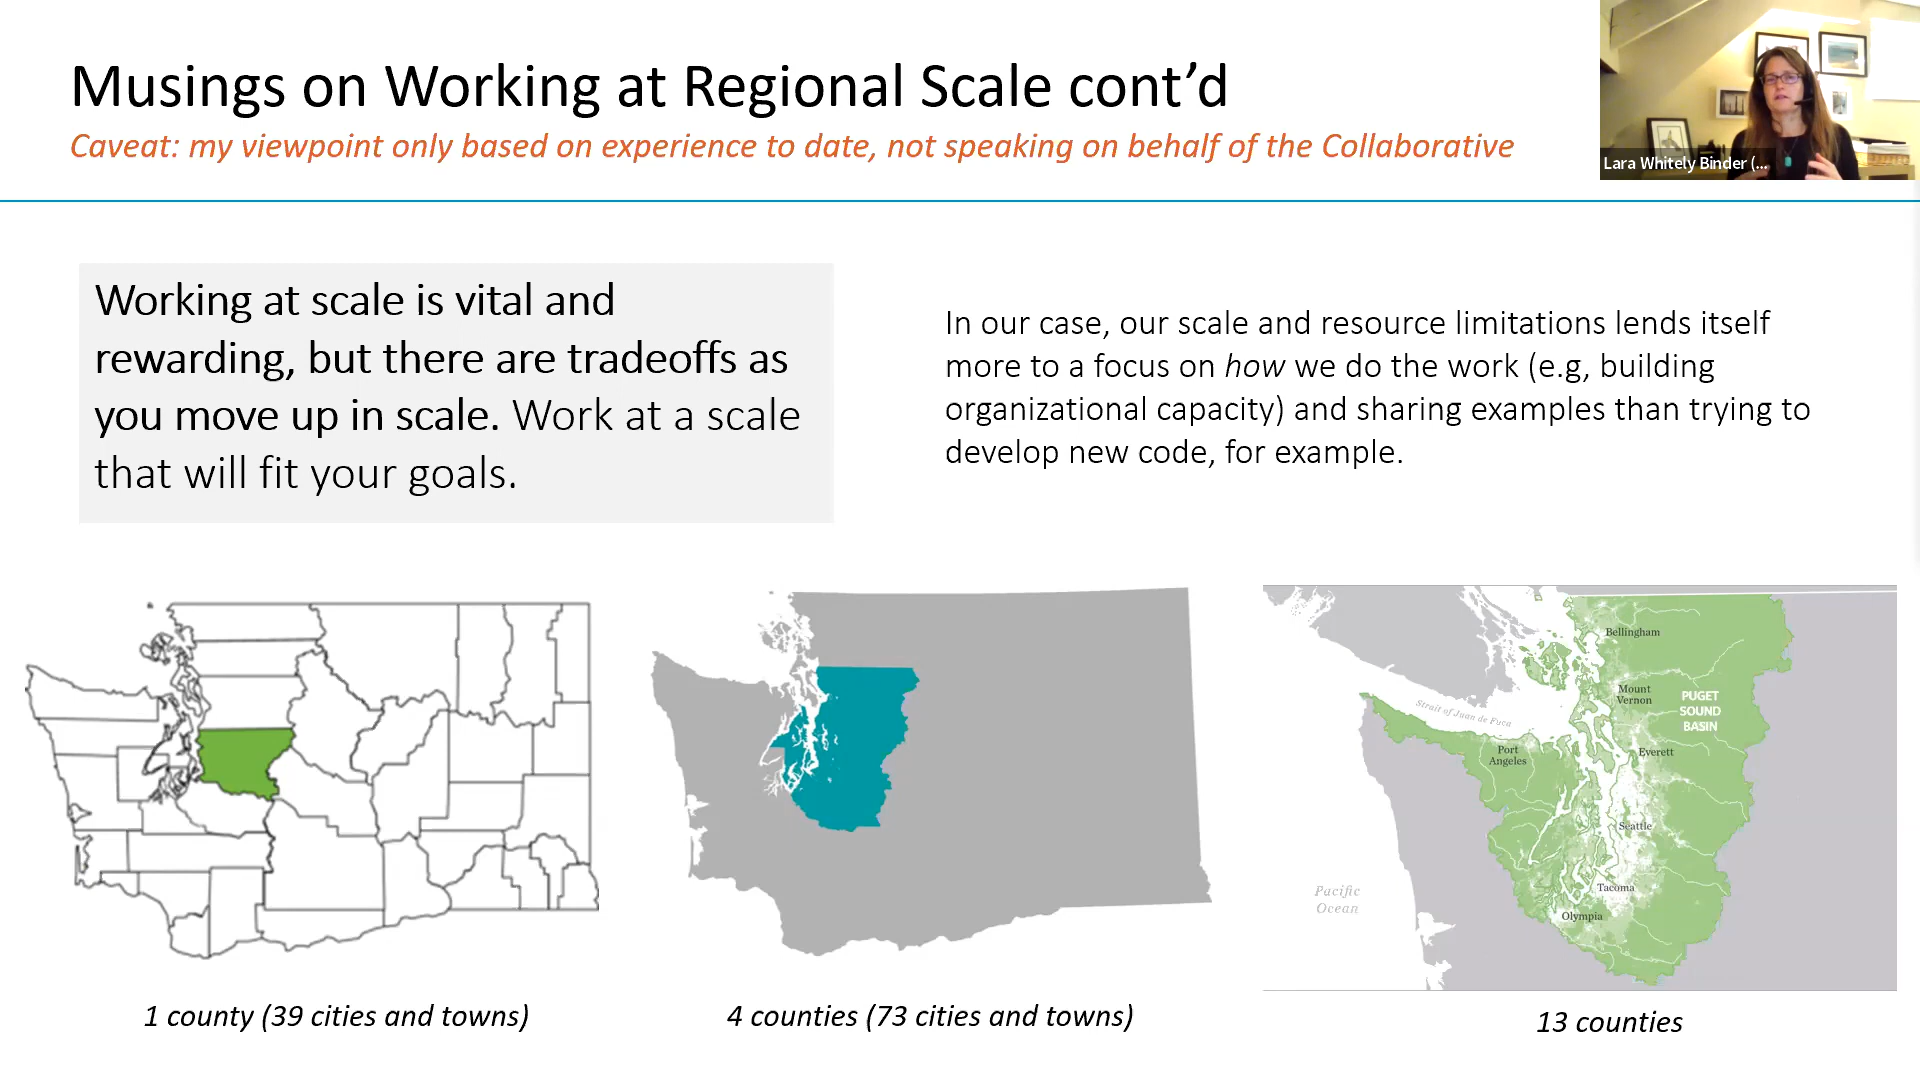 Musings on Working at Regional Scale cont’d
Caveat: my viewpoint only based on experience to date, not speaking on behalf of the Collaborative
Lara Whitely Binder (...
Working at scale is vital and
rewarding, but there are tradeoffs as
you move up in scale. Work at a scale
that will fit your goals.
In our case, our scale and resource limitations lends itself
more to a focus on how we do the work (e.g, building
organizational capacity) and sharing examples than trying to
develop new code, for example.
Bellingham
Mount
Vernon
PUGET
SOUND
BASIN
Strait of Juan de Fuca
Port
Angeles
Everett
Seattle
Tacoma
Olympia
Pacific
Ocean
1 county (39 cities and towns)
4 counties (73 cities and towns)
13 counties